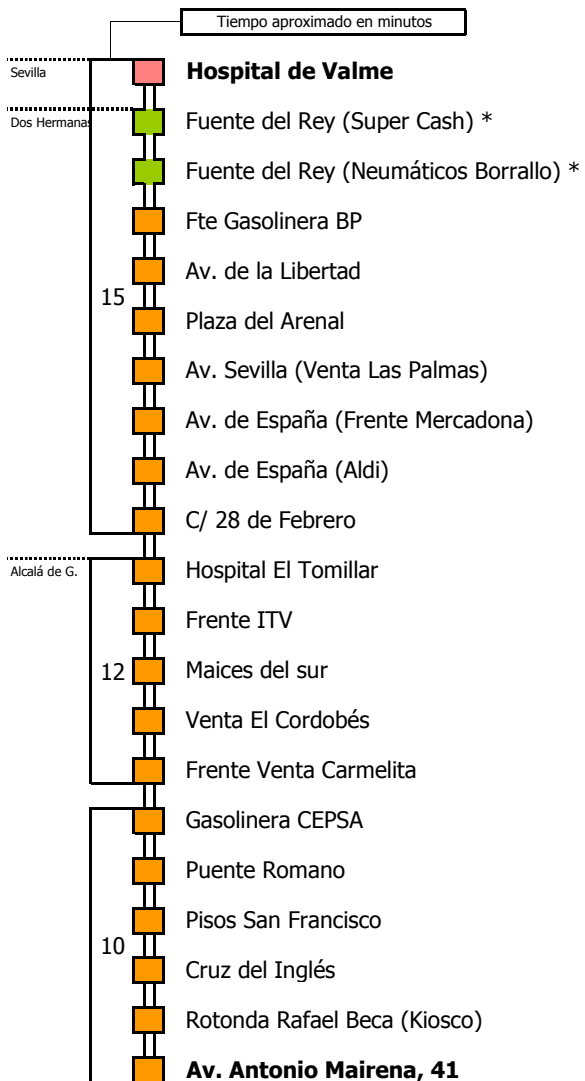 Tiempo aproximado en minutos
Sevilla
Hospital de Valme
Dos Hermanas
Fuente del Rey (Super Cash) *
Fuente del Rey (Neumáticos Borrallo) *
Fte Gasolinera BP
Av. de la Libertad
15
Plaza del Arenal
Av. Sevilla (Venta Las Palmas)
Av. de España (Frente Mercadona)
Av. de España (Aldi)
C/ 28 de Febrero
Alcalá de G.
Hospital El Tomillar
Frente ITV
12
Maices del sur
Venta El Cordobés
Frente Venta Carmelita
Gasolinera CEPSA
Puente Romano
Pisos San Francisco
10
Cruz del Inglés
Rotonda Rafael Beca (Kiosco)
Av. Antonio Mairena, 41